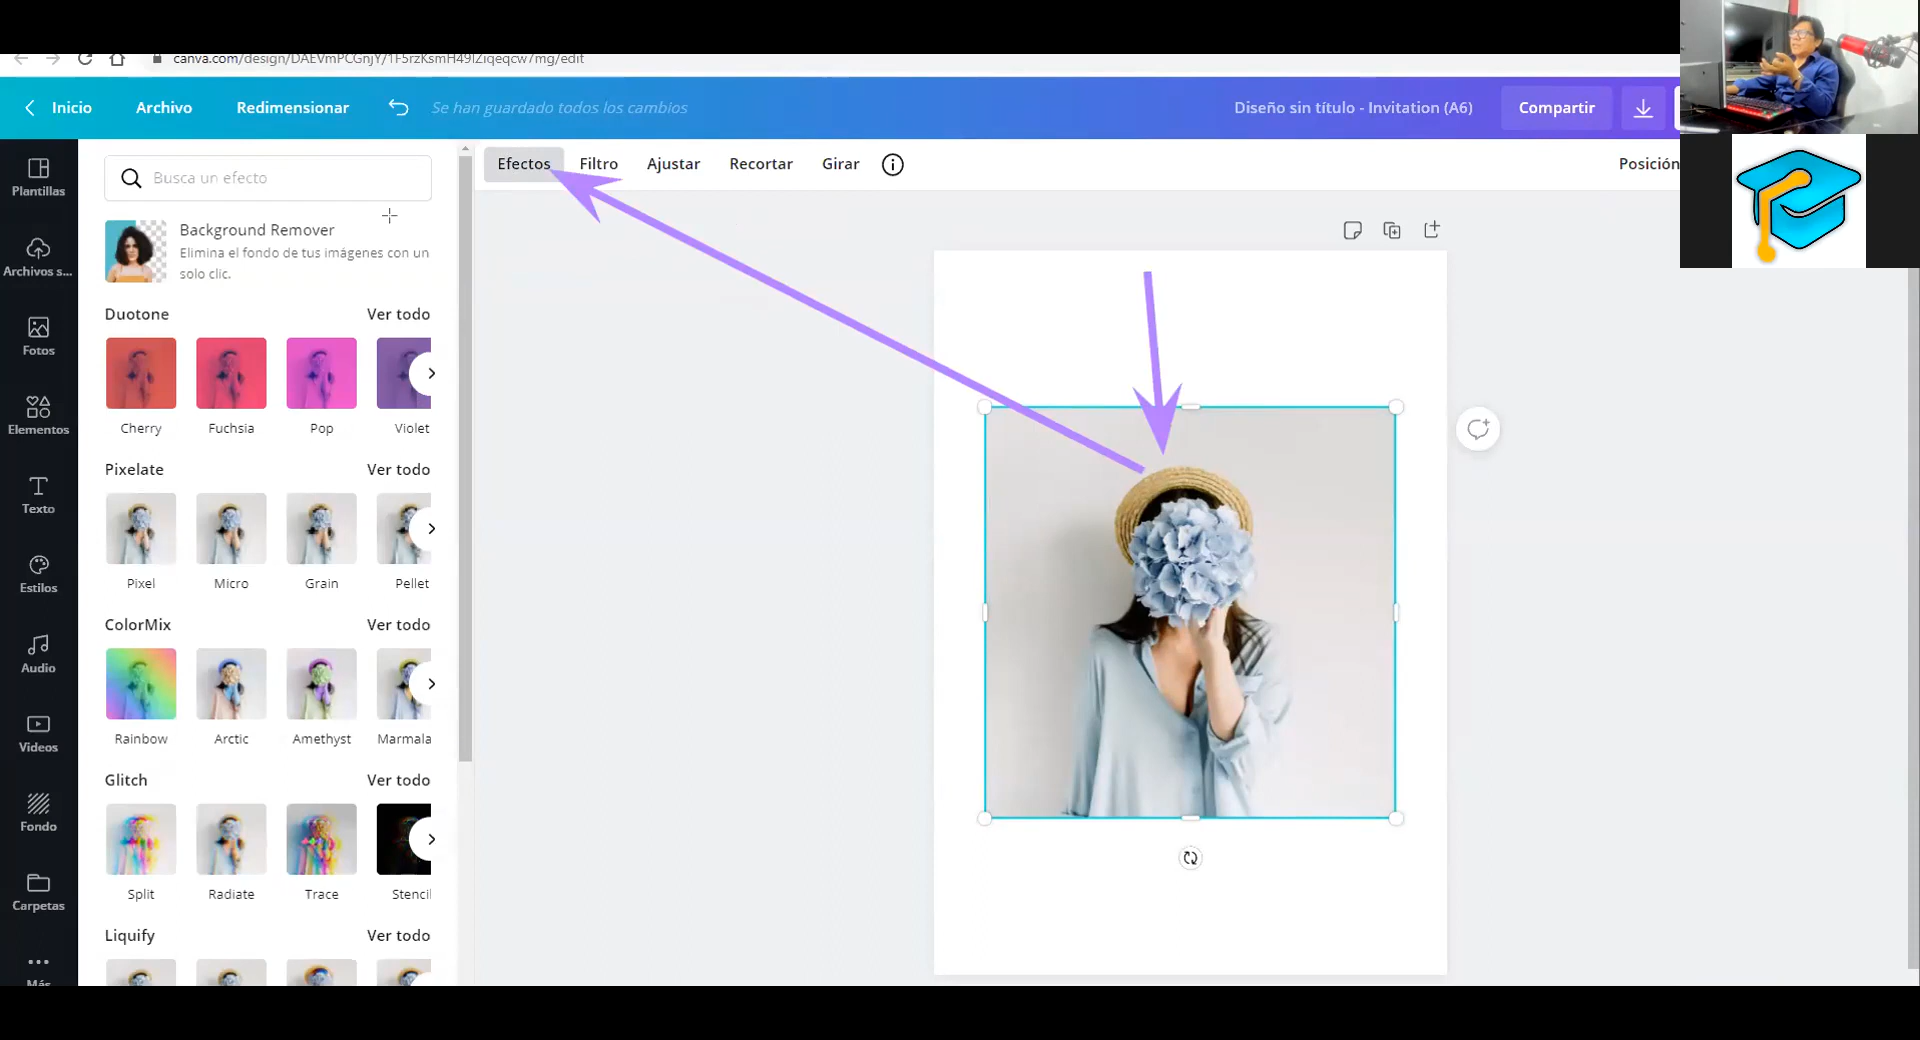 canva.com/design/DAEVmPCGnjY/1F5rzKsmH49IZiqeqcw7mg/edit
Inicio
Archivo
Redimensionar
Se han guardado todos los cambios
Diseño sin título - Invitation (A6)
Compartir
Plantillas
Archivos s...
Fotos
Elementos
Texto
Estilos
Audio
Videos
Fondo
Carpetas
Más
Busca un efecto
Background Remover
Elimina el fondo de tus imágenes con un
solo clic.
Duotone Ver todo
Cherry Fuchsia Pop Violet
Pixelate Ver todo
Pixel Micro Grain Pellet
ColorMix Ver todo
Rainbow Arctic Amethyst Marmala
Glitch Ver todo
Split Radiate Trace Stencil
Liquify Ver todo
Efectos Filtro Ajustar Recortar Girar
Posición